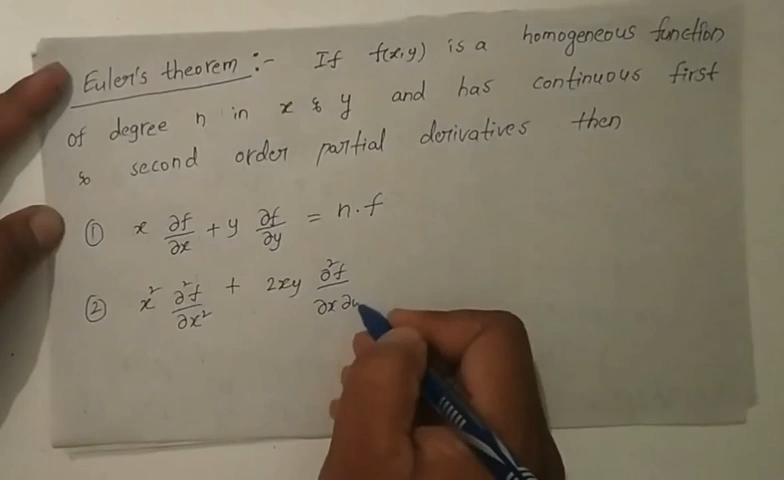 Euler's theorem :- If f(x,y) is a homogeneous function
of degree n in x & y and has continuous first
& second order partial derivatives then
① x ∂f/∂x + y ∂f/∂y = n.f
② x² ∂²f/∂x² + 2xy ∂²f/∂x∂y